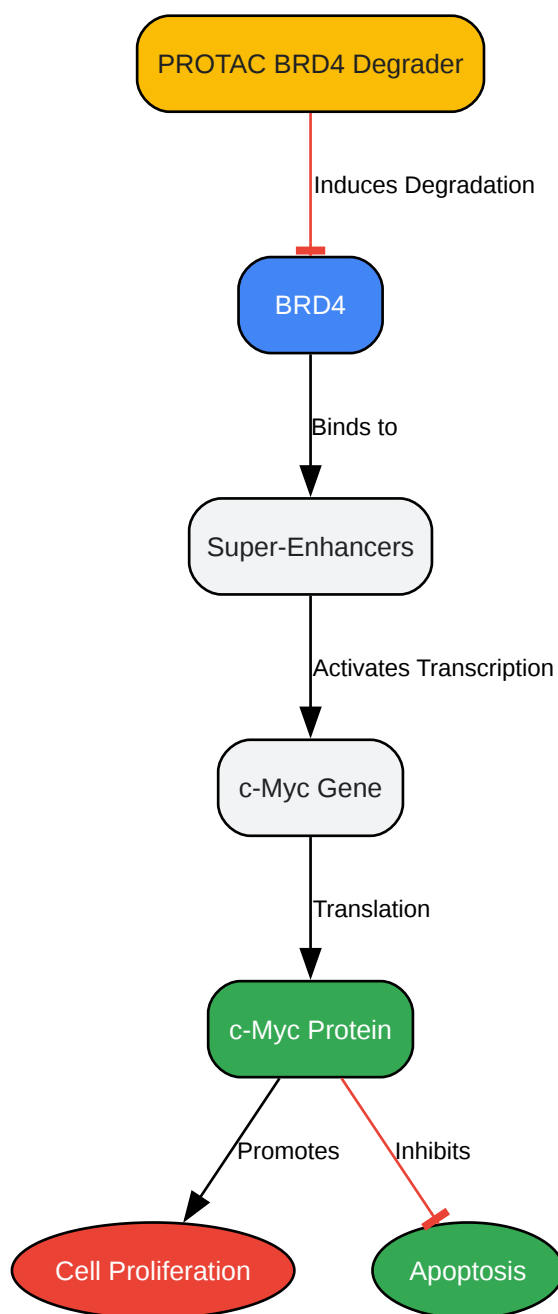 PROTAC BRD4 Degrader
Induces Degradation
BRD4
Binds to
Super-Enhancers
Activates Transcription
c-Myc Gene
Translation
c-Myc Protein
Promotes
Inhibits
Cell Proliferation
Apoptosis